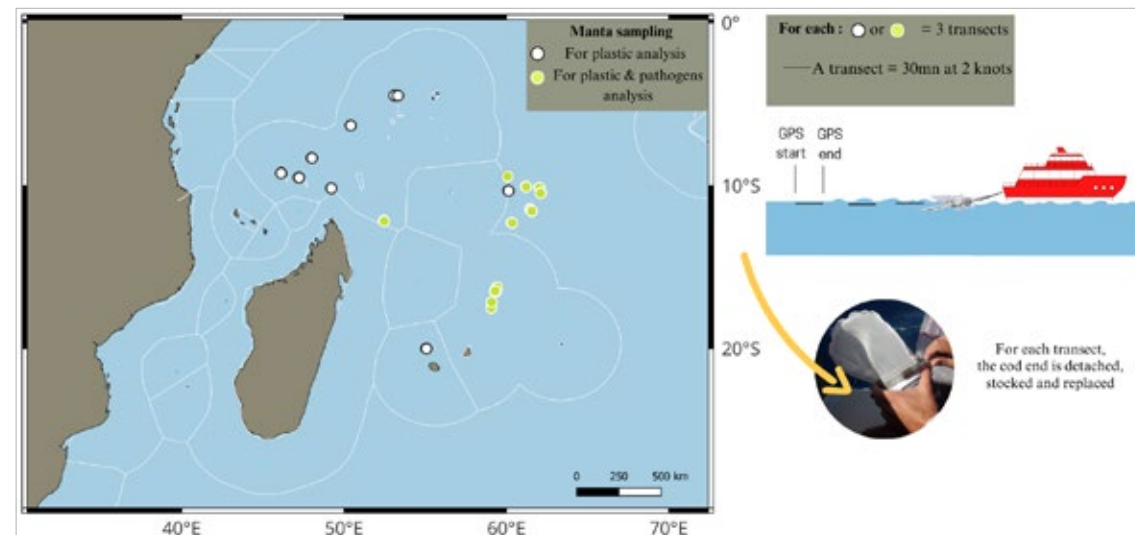 Manta sampling
For plastic analysis
For plastic & pathogens
analysis
0°
10°S
20°S
40°E
50°E
60°E
70°E
0 250 500 km
For each : or = 3 transects
A transect = 30mn at 2 knots
GPS GPS
start end
For each transect,
the cod end is detached,
stocked and replaced